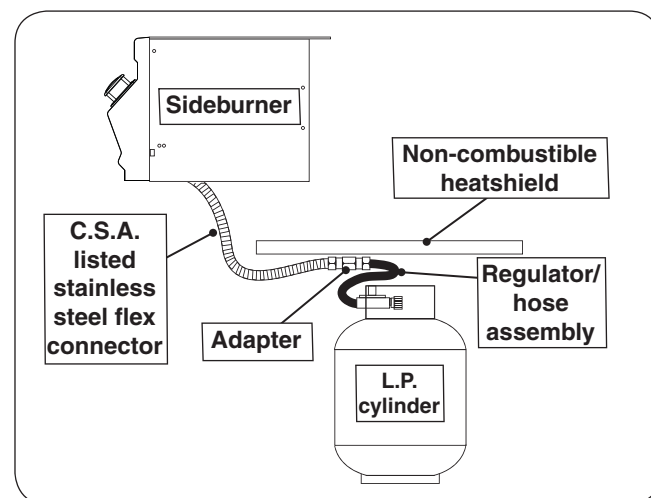 Sideburner
Non-combustible
heatshield
C.S.A.
listed
stainless
steel flex
connector
Adapter
Regulator/
hose
assembly
L.P.
cylinder